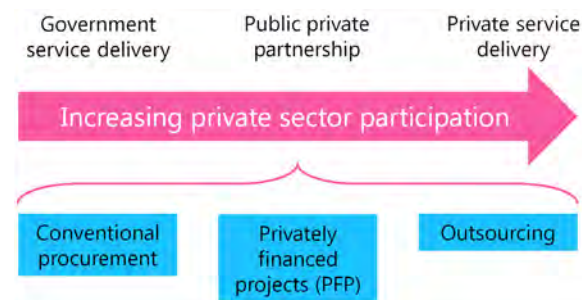 Government
service delivery
Public private
partnership
Private service
delivery
Increasing private sector participation
Conventional
procurement
Privately
financed
projects (PFP)
Outsourcing